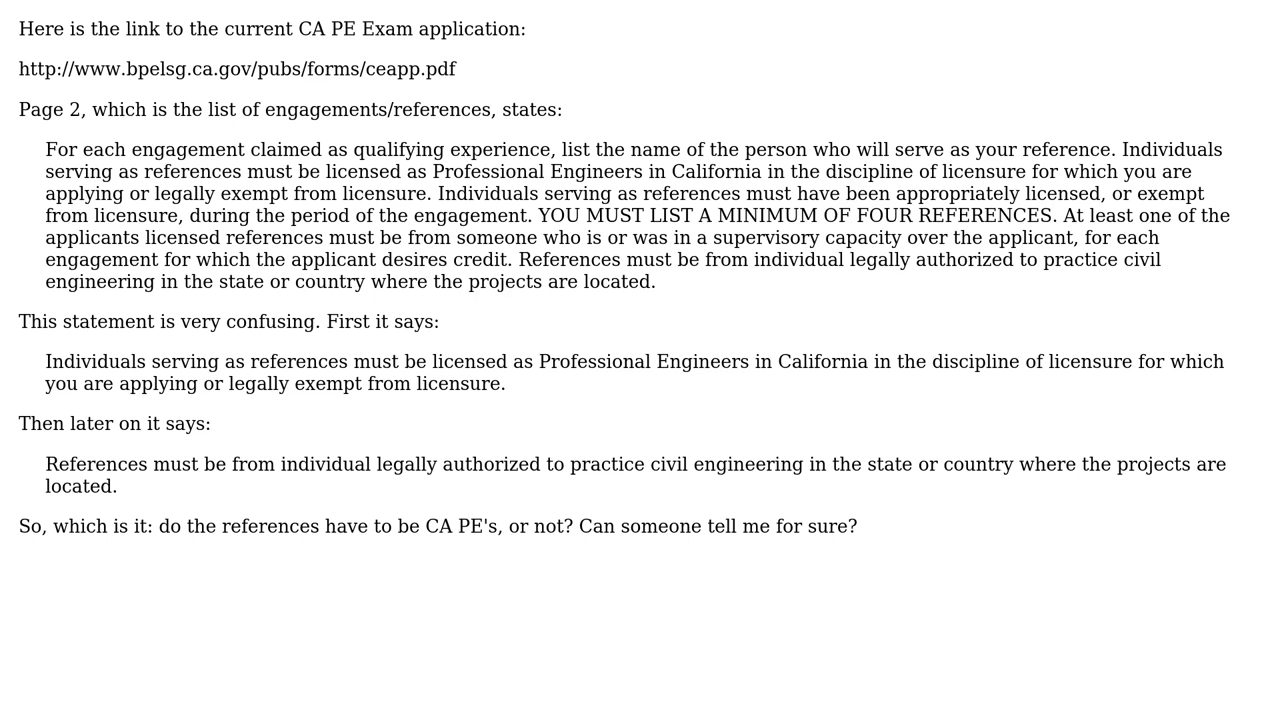 Here is the link to the current CA PE Exam application:
http://www.bpelsg.ca.gov/pubs/forms/ceapp.pdf
Page 2, which is the list of engagements/references, states:
For each engagement claimed as qualifying experience, list the name of the person who will serve as your reference. Individuals
serving as references must be licensed as Professional Engineers in California in the discipline of licensure for which you are
applying or legally exempt from licensure. Individuals serving as references must have been appropriately licensed, or exempt
from licensure, during the period of the engagement. YOU MUST LIST A MINIMUM OF FOUR REFERENCES. At least one of the
applicants licensed references must be from someone who is or was in a supervisory capacity over the applicant, for each
engagement for which the applicant desires credit. References must be from individual legally authorized to practice civil
engineering in the state or country where the projects are located.
This statement is very confusing. First it says:
Individuals serving as references must be licensed as Professional Engineers in California in the discipline of licensure for which
you are applying or legally exempt from licensure.
Then later on it says:
References must be from individual legally authorized to practice civil engineering in the state or country where the projects are
located.
So, which is it: do the references have to be CA PE's, or not? Can someone tell me for sure?